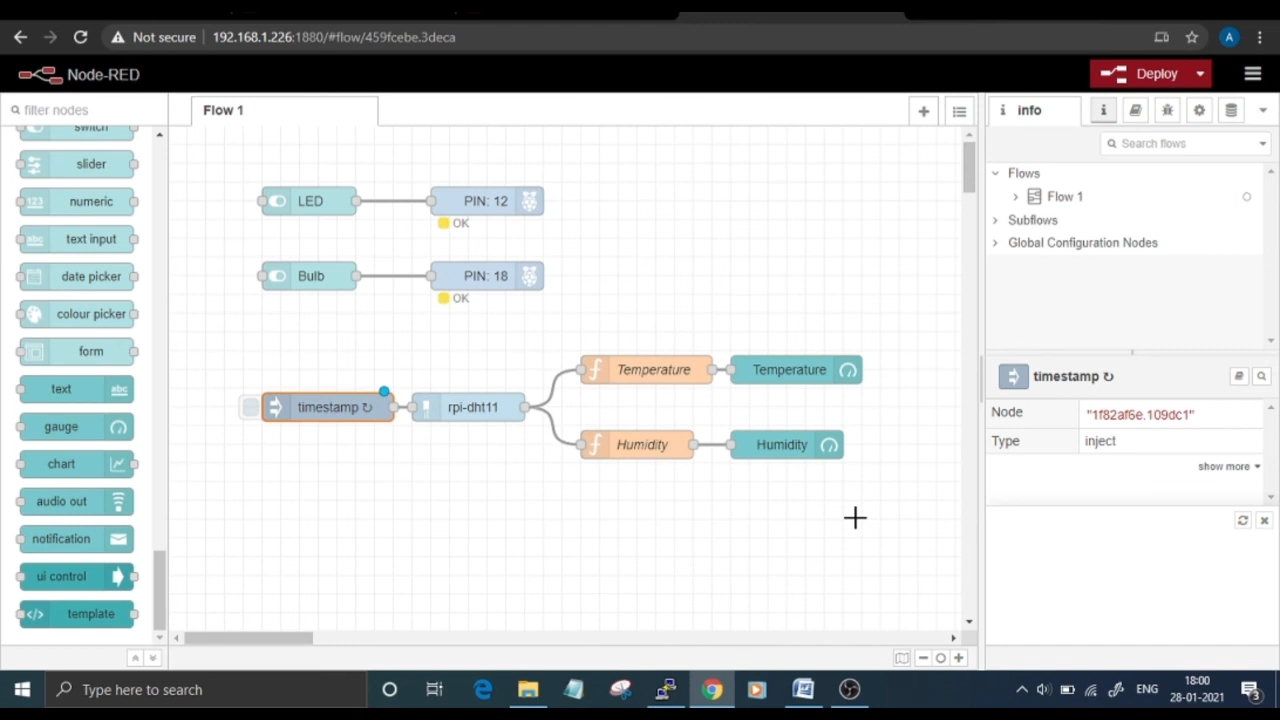 Not secure
192.168.1.226:1880/#flow/459fcebe.3deca
A
Node-RED
Deploy
filter nodes
Flow 1
i info
i
Search flows
switch
slider
123 numeric
abc text input
date picker
colour picker
form
text abc
gauge
chart
audio out
notification
ui control
</> template
LED
PIN: 12
OK
Bulb
PIN: 18
OK
timestamp ↻
rpi-dht11
f Temperature
Temperature
f Humidity
Humidity
Flows
Flow 1
Subflows
Global Configuration Nodes
timestamp ↻
Node "1f82af6e.109dc1"
Type inject
show more
Type here to search
ENG
18:00
28-01-2021
3